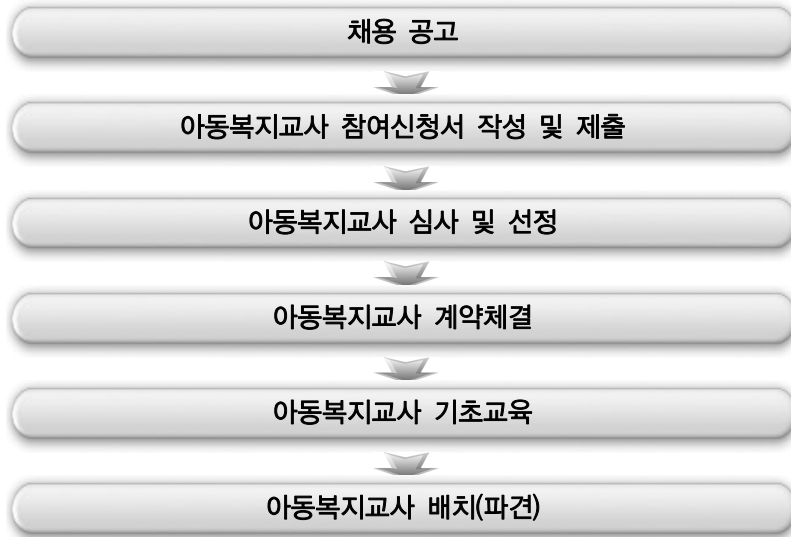 채용 공고
아동복지교사 참여신청서 작성 및 제출
아동복지교사 심사 및 선정
아동복지교사 계약체결
아동복지교사 기초교육
아동복지교사 배치(파견)